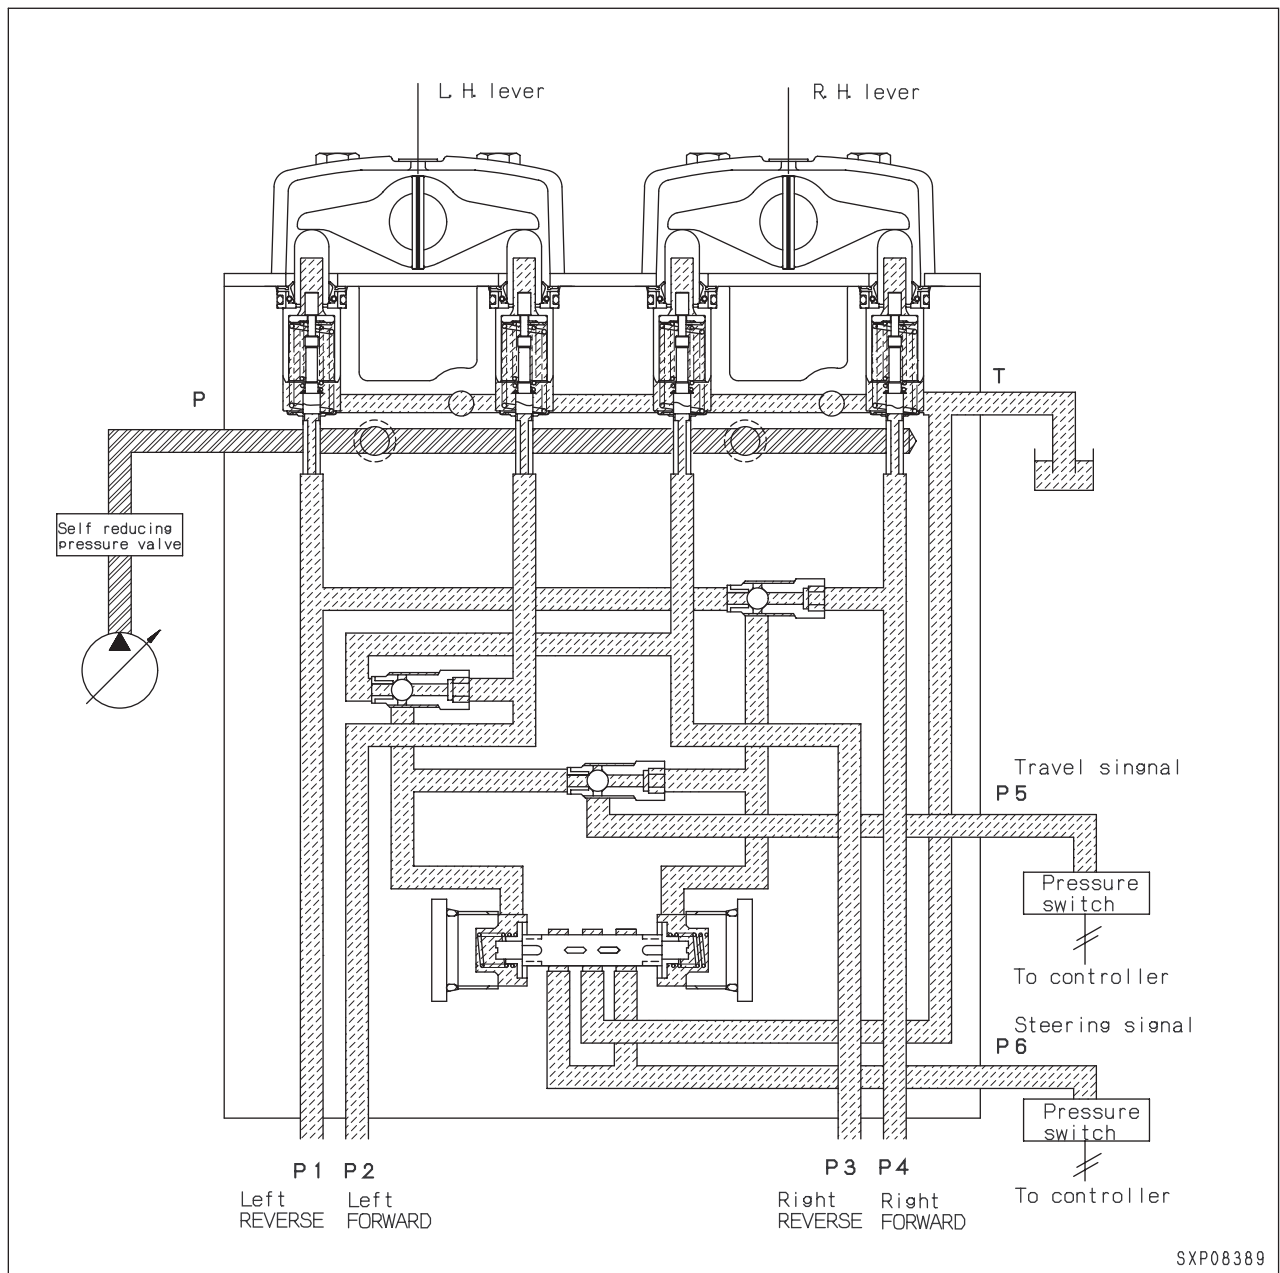 L.H. lever
R.H. lever
P
T
Self reducing
pressure valve
Travel singnal
P5
Pressure
switch
To controller
Steering signal
P6
Pressure
switch
To controller
P1
P2
P3
P4
Left
REVERSE
Left
FORWARD
Right
REVERSE
Right
FORWARD
SXP08389